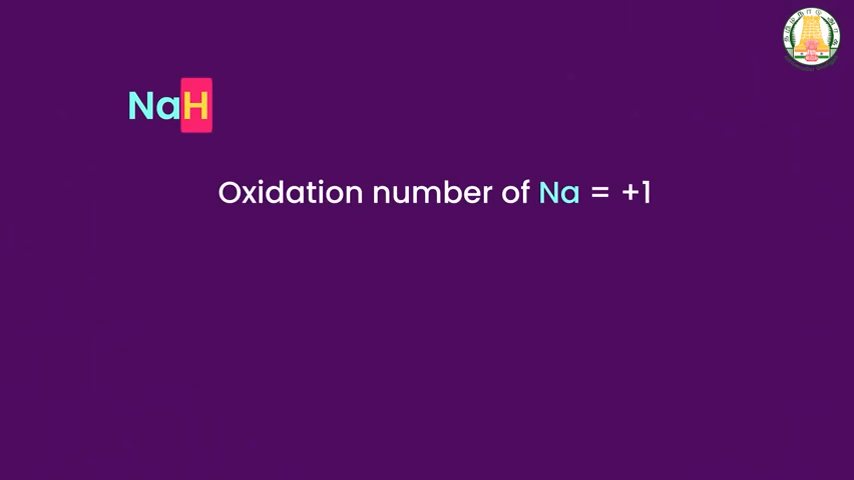 NaH
Oxidation number of Na = +1